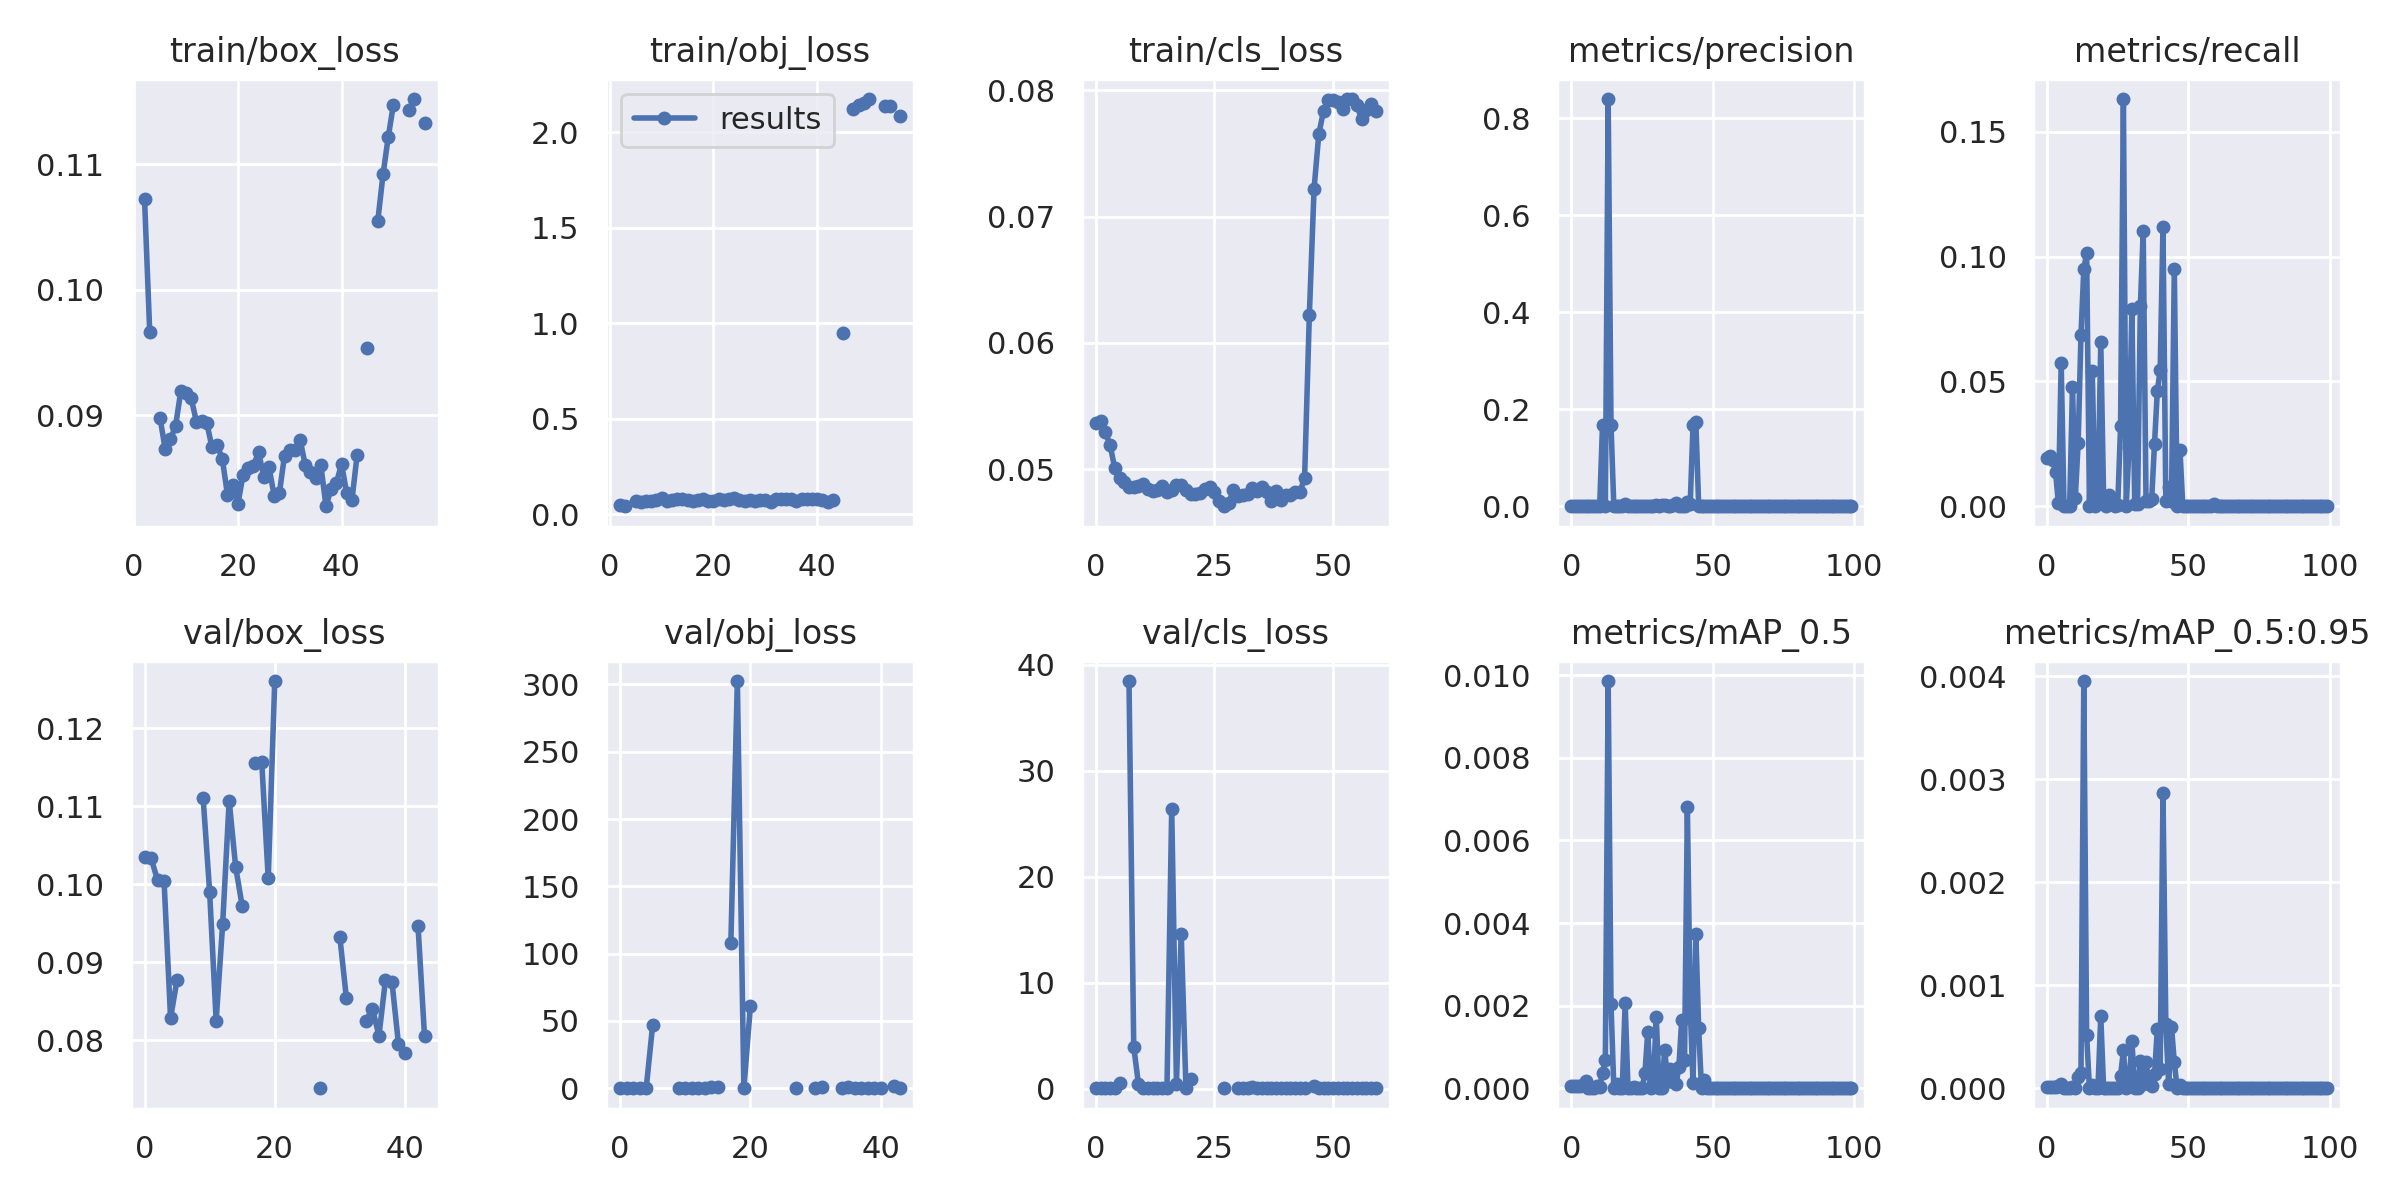 train/box_loss
0.11
0.10
0.09
0 20 40
train/obj_loss
results
2.0
1.5
1.0
0.5
0.0
0 20 40
train/cls_loss
0.08
0.07
0.06
0.05
0 25 50
metrics/precision
0.8
0.6
0.4
0.2
0.0
0 50 100
metrics/recall
0.15
0.10
0.05
0.00
0 50 100
val/box_loss
0.12
0.11
0.10
0.09
0.08
0 20 40
val/obj_loss
300
250
200
150
100
50
0
0 20 40
val/cls_loss
40
30
20
10
0
0 25 50
metrics/mAP_0.5
0.010
0.008
0.006
0.004
0.002
0.000
0 50 100
metrics/mAP_0.5:0.95
0.004
0.003
0.002
0.001
0.000
0 50 100